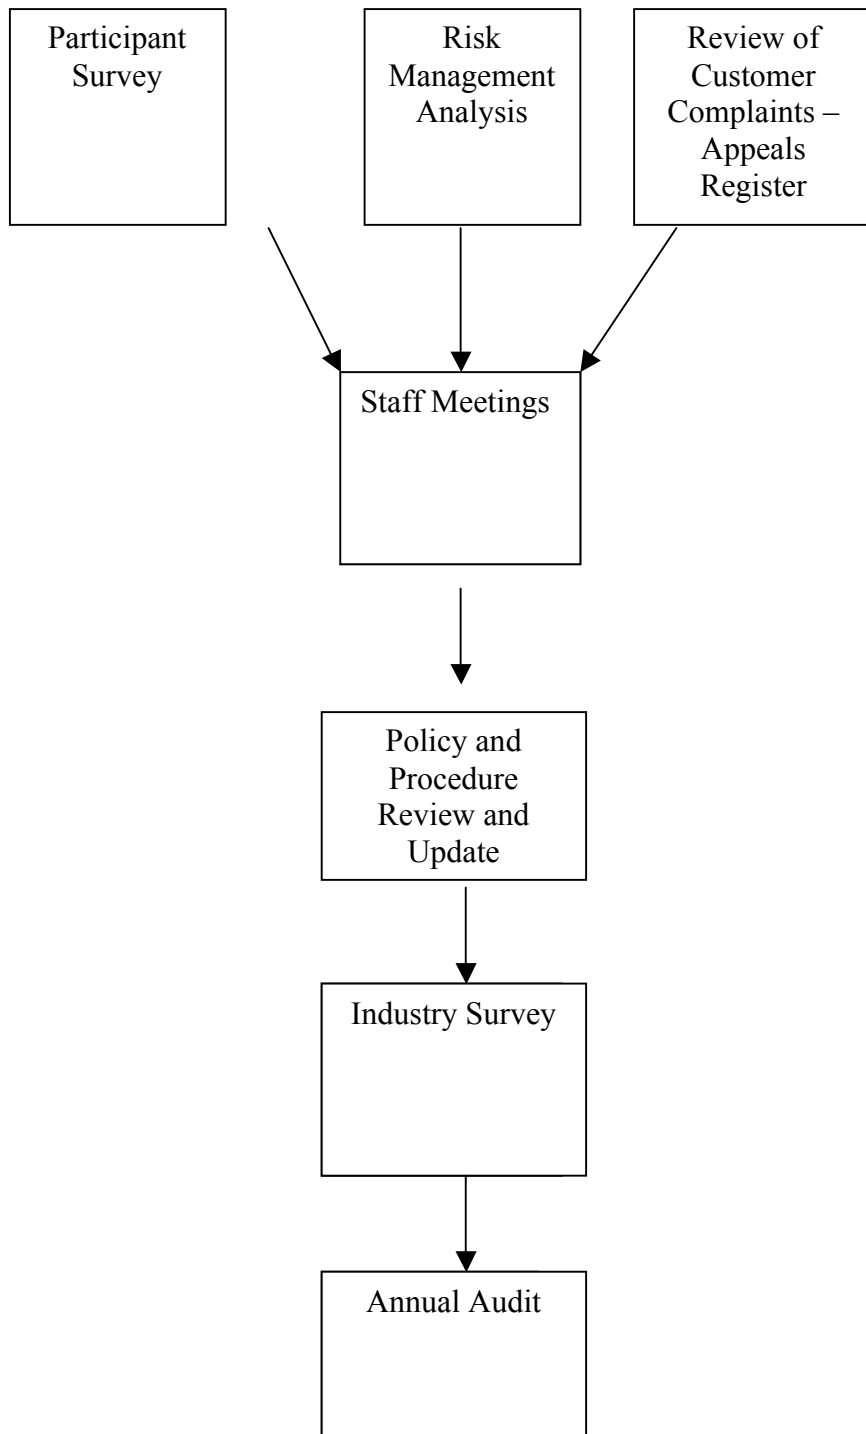 Participant
Survey
Risk
Management
Analysis
Review of
Customer
Complaints –
Appeals
Register
Staff Meetings
Policy and
Procedure
Review and
Update
Industry Survey
Annual Audit